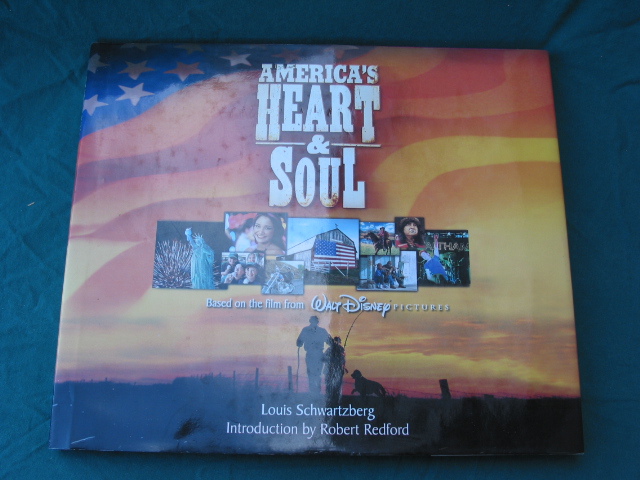 AMERICA'S
HEART
&
SOUL
Based on the film from WALT DISNEY PICTURES
Louis Schwartzberg
Introduction by Robert Redford